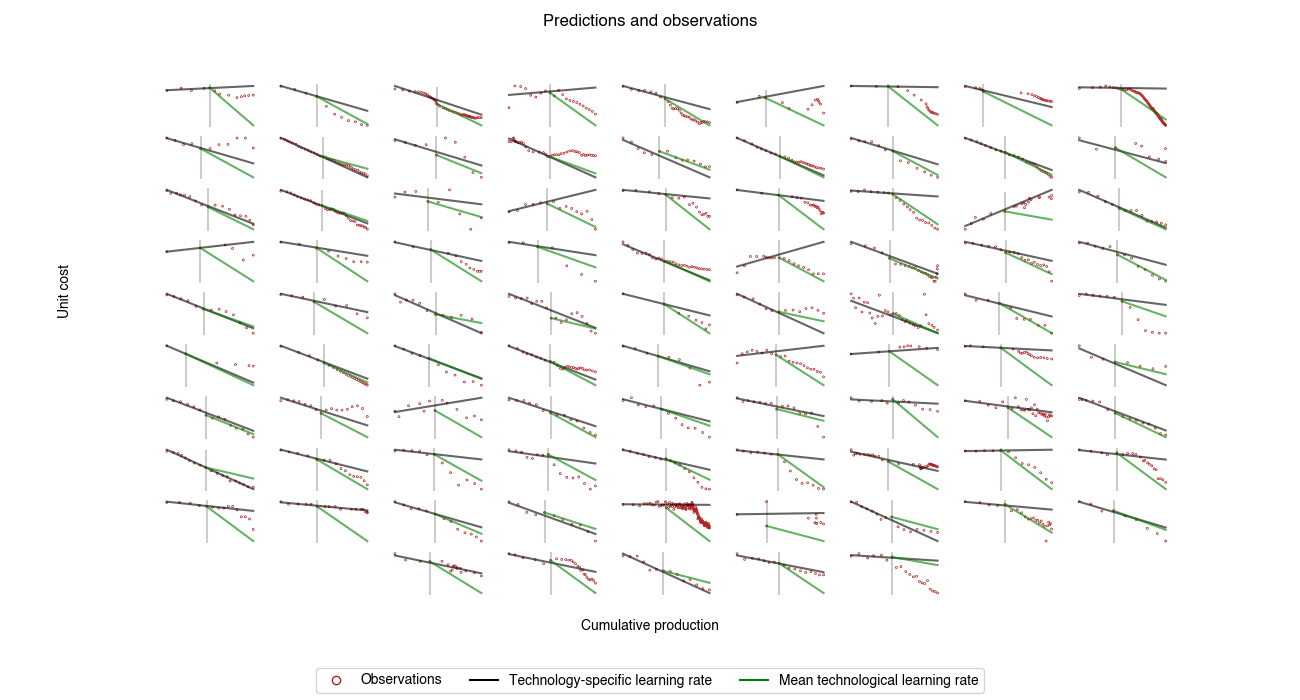 Predictions and observations
Unit cost
Cumulative production
Observations
Technology-specific learning rate
Mean technological learning rate